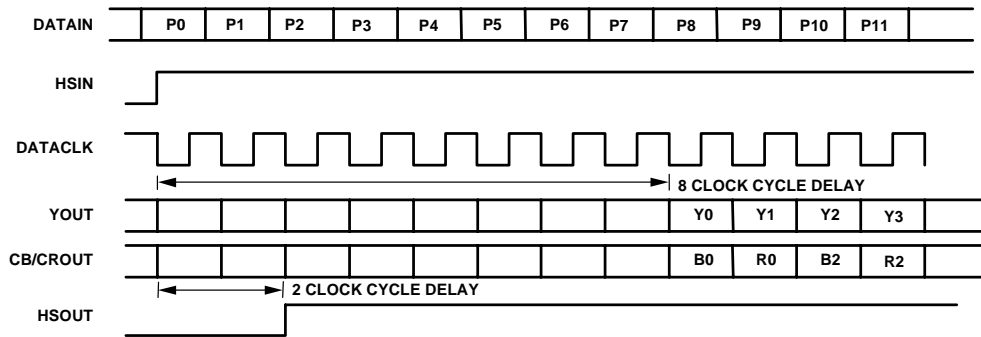 DATAIN P0 P1 P2 P3 P4 P5 P6 P7 P8 P9 P10 P11
HSIN
DATACLK
8 CLOCK CYCLE DELAY
YOUT Y0 Y1 Y2 Y3
CB/CROUT B0 R0 B2 R2
2 CLOCK CYCLE DELAY
HSOUT